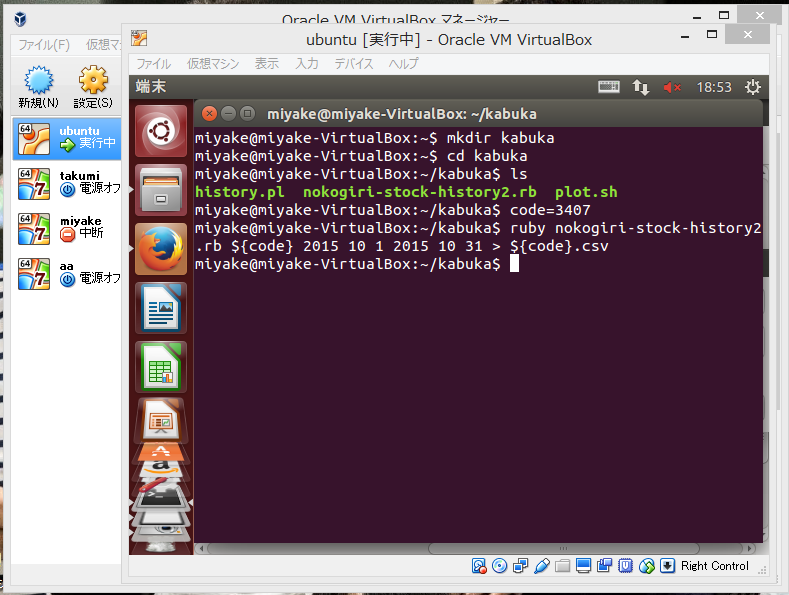 Oracle VM VirtualBox マネージャー
ファイル(F)
ubuntu [実行中] - Oracle VM VirtualBox
ファイル 仮想マシン 表示 入力 デバイス ヘルプ
新規(N) 設定(S)
端末 18:53
64 ubuntu
実行中
64 takumi
電源オフ
64 miyake
中断
64 aa
電源オフ
miyake@miyake-VirtualBox: ~/kabuka
miyake@miyake-VirtualBox:~$ mkdir kabuka
miyake@miyake-VirtualBox:~$ cd kabuka
miyake@miyake-VirtualBox:~/kabuka$ ls
history.pl nokogiri-stock-history2.rb plot.sh
miyake@miyake-VirtualBox:~/kabuka$ code=3407
miyake@miyake-VirtualBox:~/kabuka$ ruby nokogiri-stock-history2
.rb ${code} 2015 10 1 2015 10 31 > ${code}.csv
miyake@miyake-VirtualBox:~/kabuka$
Right Control